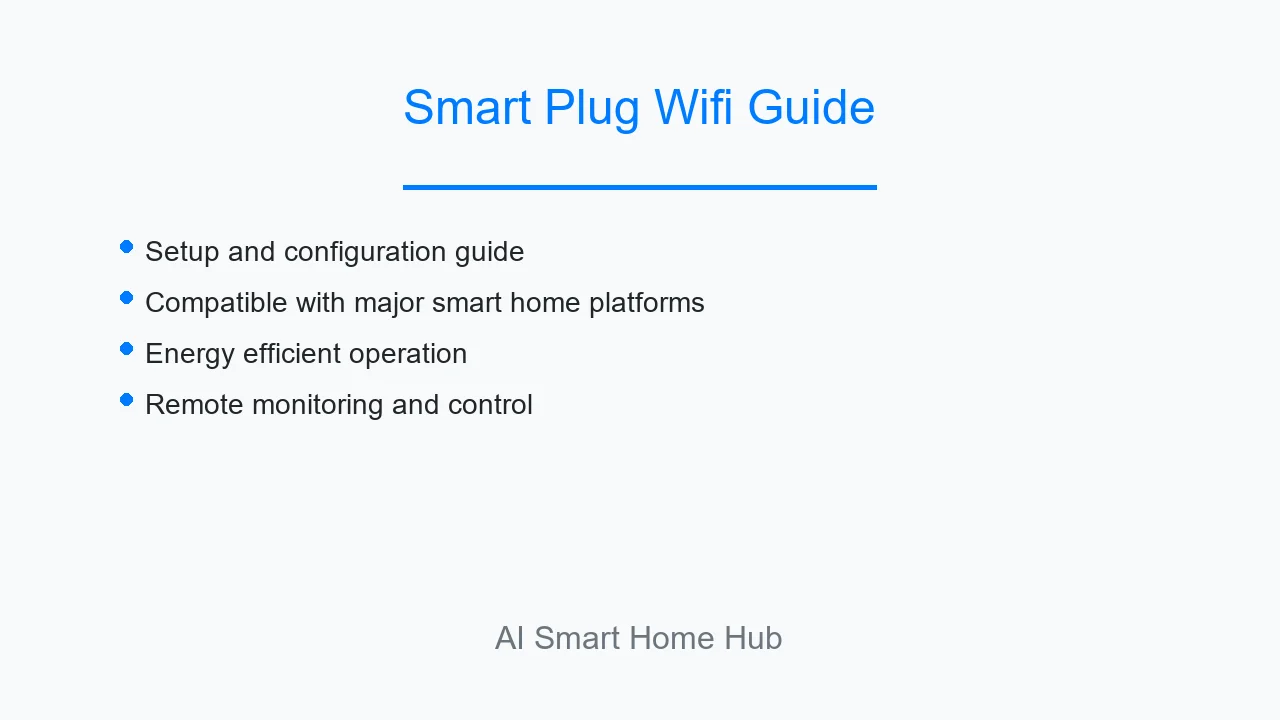 Smart Plug Wifi Guide
Setup and configuration guide
Compatible with major smart home platforms
Energy efficient operation
Remote monitoring and control
AI Smart Home Hub